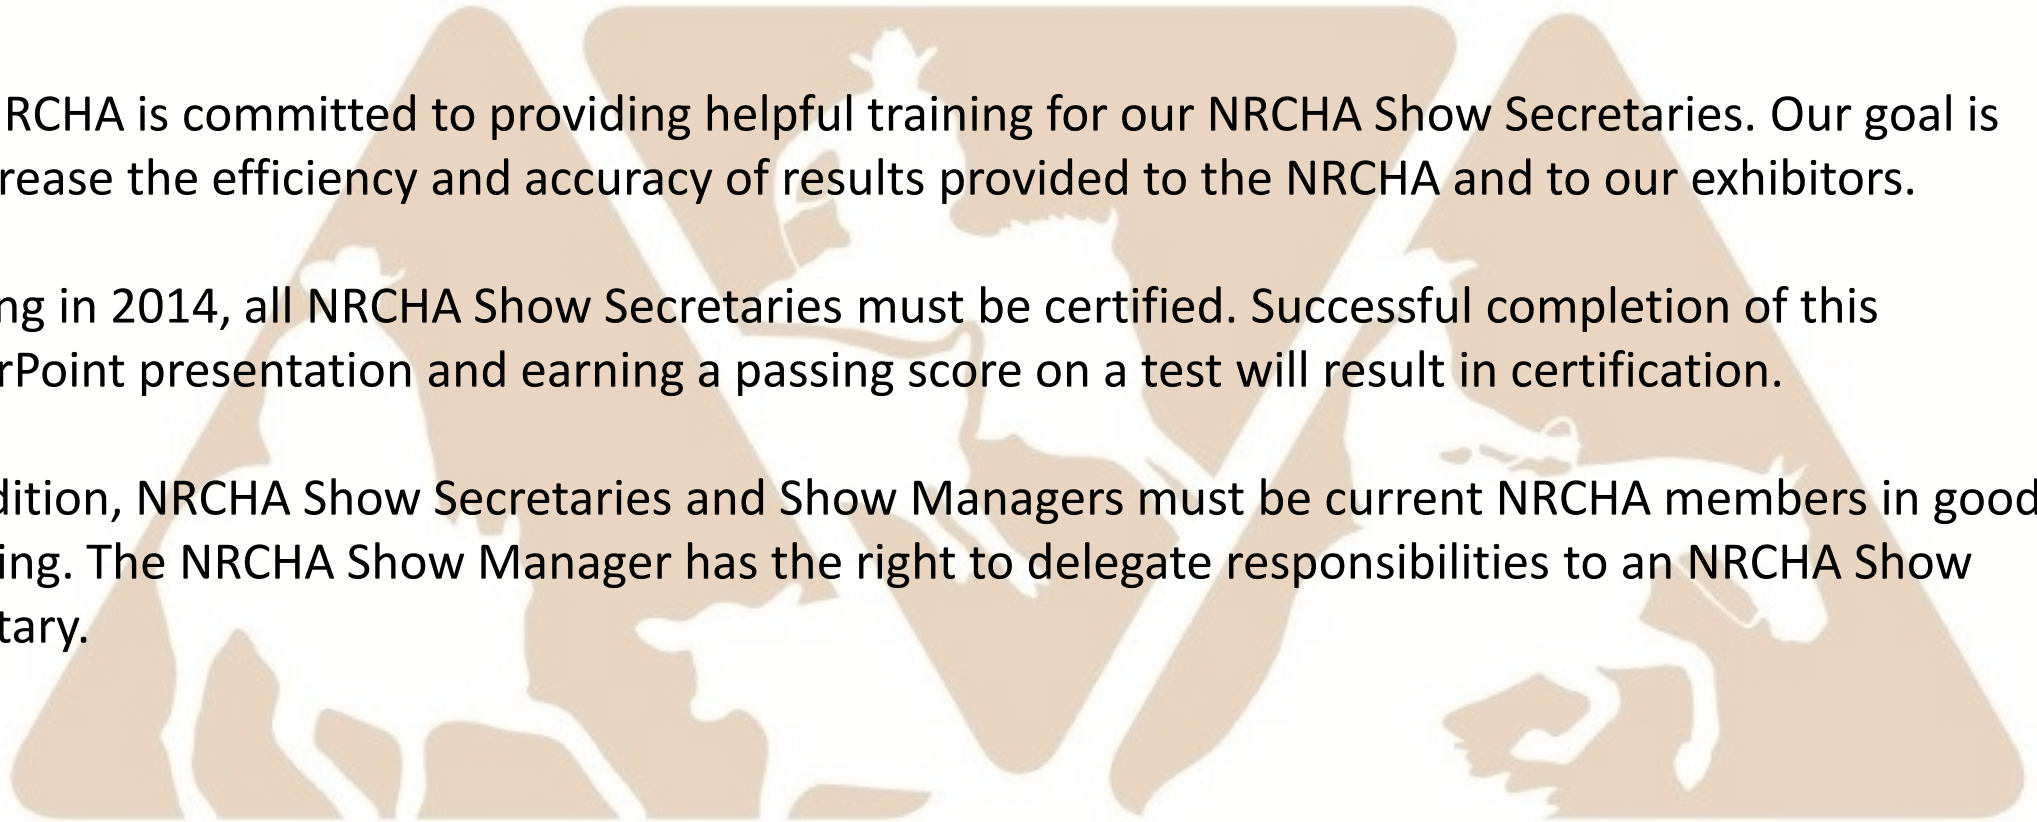 RCHA is committed to providing helpful training for our NRCHA Show Secretaries. Our goal is
rease the efficiency and accuracy of results provided to the NRCHA and to our exhibitors.
ng in 2014, all NRCHA Show Secretaries must be certified. Successful completion of this
rPoint presentation and earning a passing score on a test will result in certification.
dition, NRCHA Show Secretaries and Show Managers must be current NRCHA members in good
ing. The NRCHA Show Manager has the right to delegate responsibilities to an NRCHA Show
tary.